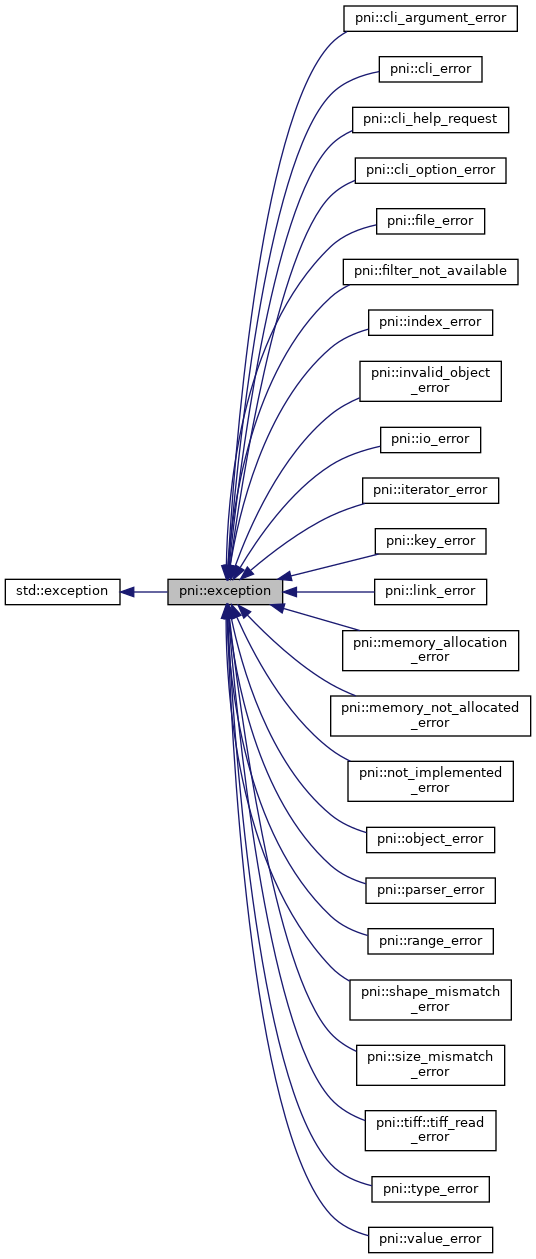 pni::cli_argument_error
pni::cli_error
pni::cli_help_request
pni::cli_option_error
pni::file_error
pni::filter_not_available
pni::index_error
pni::invalid_object
_error
pni::io_error
pni::iterator_error
pni::key_error
std::exception
pni::exception
pni::link_error
pni::memory_allocation
_error
pni::memory_not_allocated
_error
pni::not_implemented
_error
pni::object_error
pni::parser_error
pni::range_error
pni::shape_mismatch
_error
pni::size_mismatch
_error
pni::tiff::tiff_read
_error
pni::type_error
pni::value_error